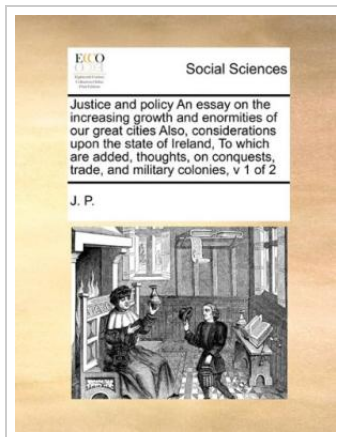 ECCO
Social Sciences
Justice and policy An essay on the
increasing growth and enormities of
our great cities Also, considerations
upon the state of Ireland, To which
are added, thoughts, on conquests,
trade, and military colonies, v 1 of 2
J. P.